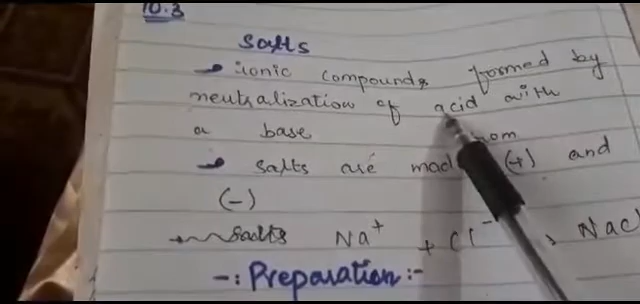 10.3
Salts
ionic compounds formed by
neutralization of acid with
a base
salts are mad (+) and
(-)
salts Na+ + Cl- NaCl
-: Preparation:-